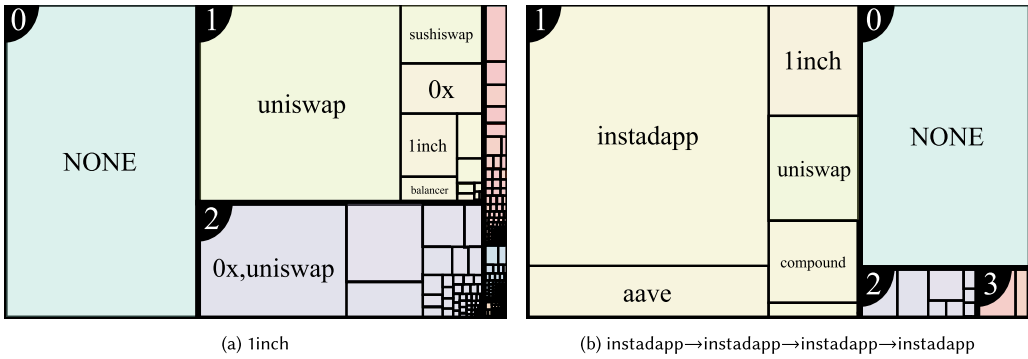 0
NONE
1
uniswap
sushiswap
0x
1inch
balancer
2
0x,uniswap
(a) 1inch
1
instadapp
aave
1inch
uniswap
compound
0
NONE
2
3
(b) instadapp→instadapp→instadapp→instadapp